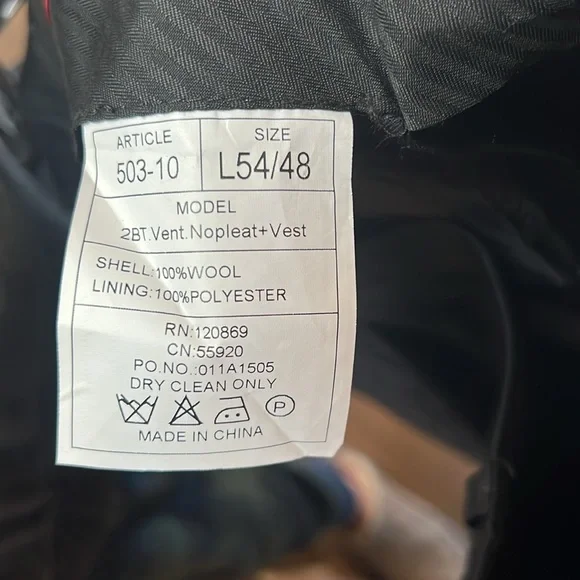 ARTICLE
503-10
SIZE
L54/48
MODEL
2BT.Vent.Nopleat+Vest
SHELL:100%WOOL
LINING:100%POLYESTER
RN:120869
CN:55920
PO.NO.:011A1505
DRY CLEAN ONLY
P
MADE IN CHINA